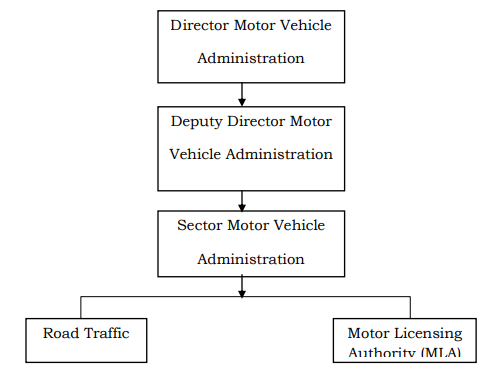 Director Motor Vehicle
Administration
Deputy Director Motor
Vehicle Administration
Sector Motor Vehicle
Administration
Road Traffic
Motor Licensing
Authority (MLA)